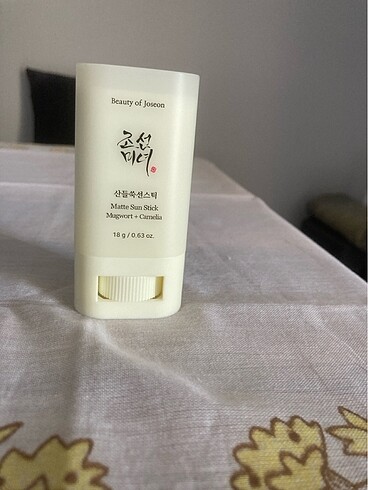 Beauty of Joseon
조선
미녀
산들쑥선스틱
Matte Sun Stick
Mugwort + Camelia
18 g / 0.63 oz.